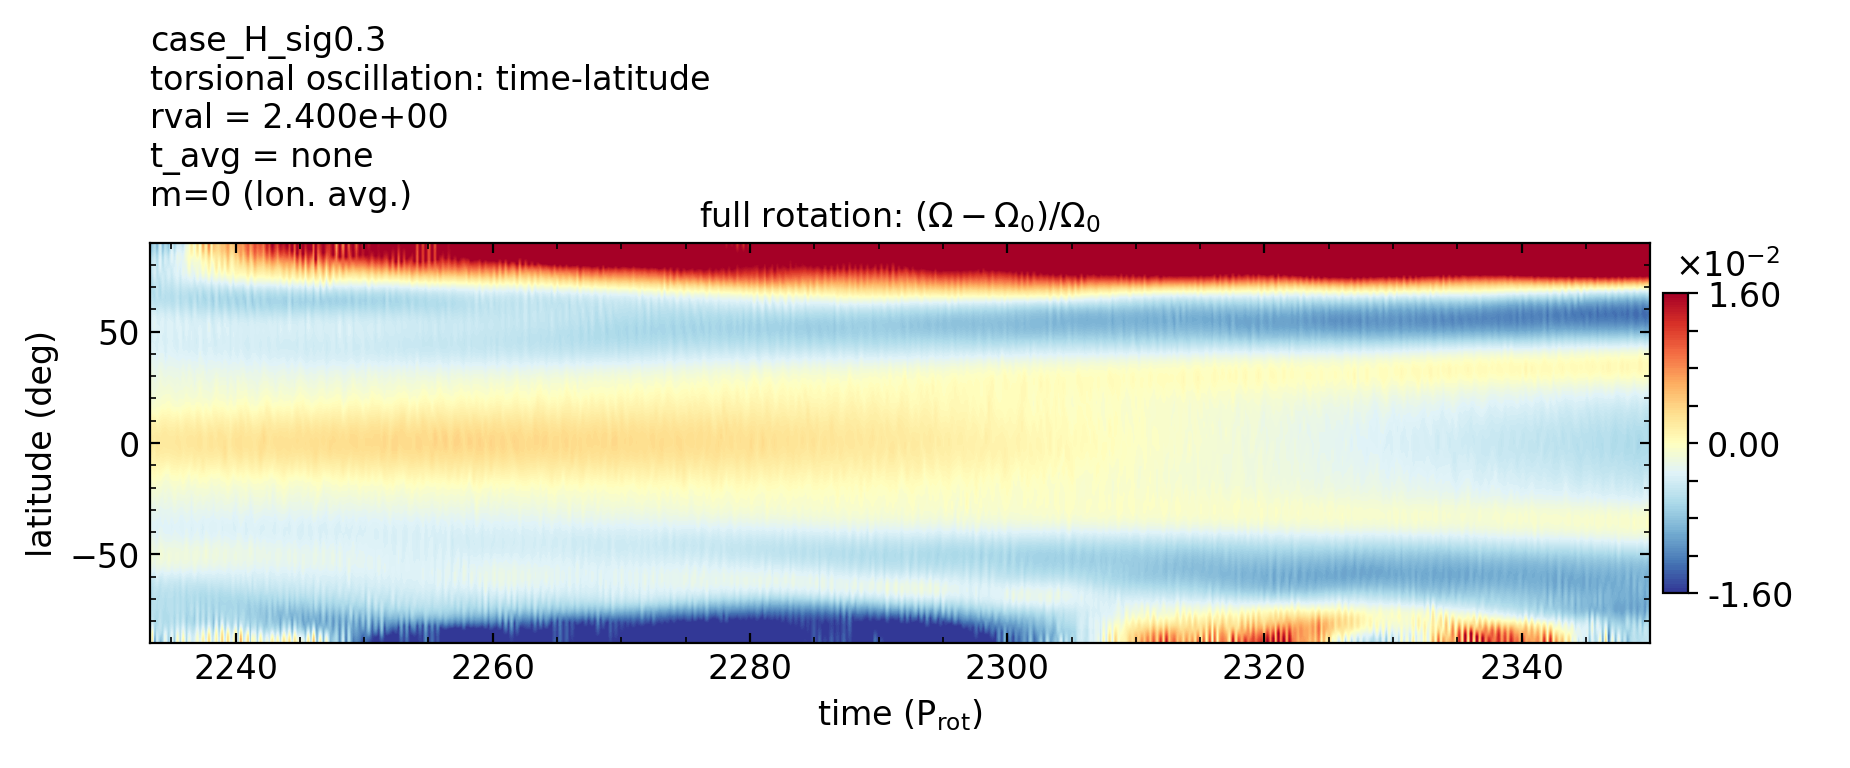 case_H_sig0.3
torsional oscillation: time-latitude
rval = 2.400e+00
t_avg = none
m=0 (lon. avg.)
full rotation: (Ω − Ω₀)/Ω₀
×10⁻²
1.60
0.00
-1.60
50
0
−50
latitude (deg)
2240 2260 2280 2300 2320 2340
time (P_rot)